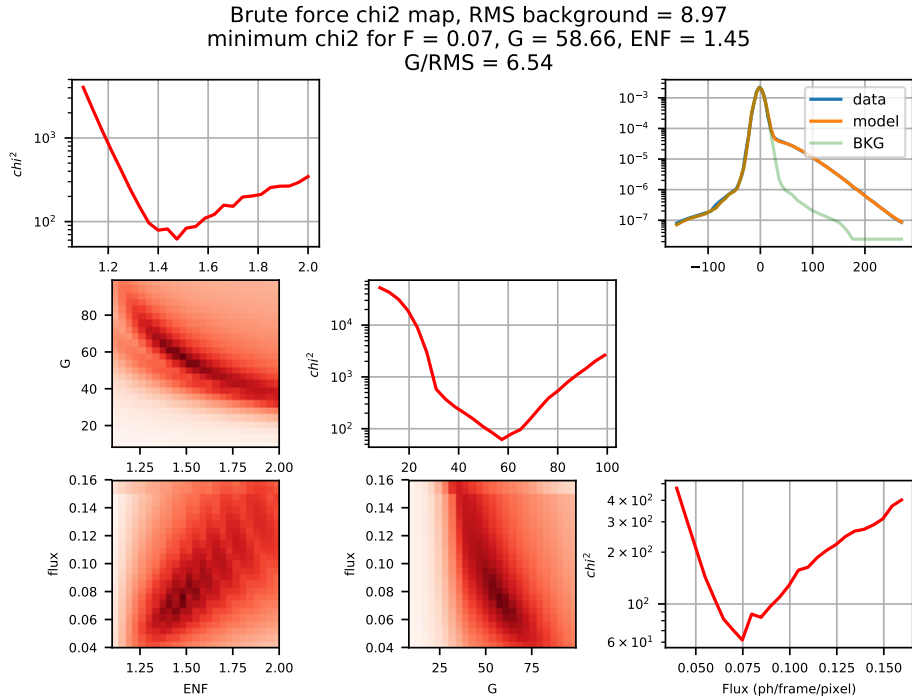 Brute force chi2 map, RMS background = 8.97
minimum chi2 for F = 0.07, G = 58.66, ENF = 1.45
G/RMS = 6.54
chi²
10³
10²
1.2 1.4 1.6 1.8 2.0
10⁻³
10⁻⁴
10⁻⁵
10⁻⁶
10⁻⁷
data
model
BKG
−100 0 100 200
G
80
60
40
20
1.25 1.50 1.75 2.00
chi²
10⁴
10³
10²
20 40 60 80 100
flux
0.16
0.14
0.12
0.10
0.08
0.06
0.04
1.25 1.50 1.75 2.00
ENF
flux
0.16
0.14
0.12
0.10
0.08
0.06
0.04
25 50 75
G
chi²
4 × 10²
3 × 10²
2 × 10²
10²
6 × 10¹
0.050 0.075 0.100 0.125 0.150
Flux (ph/frame/pixel)